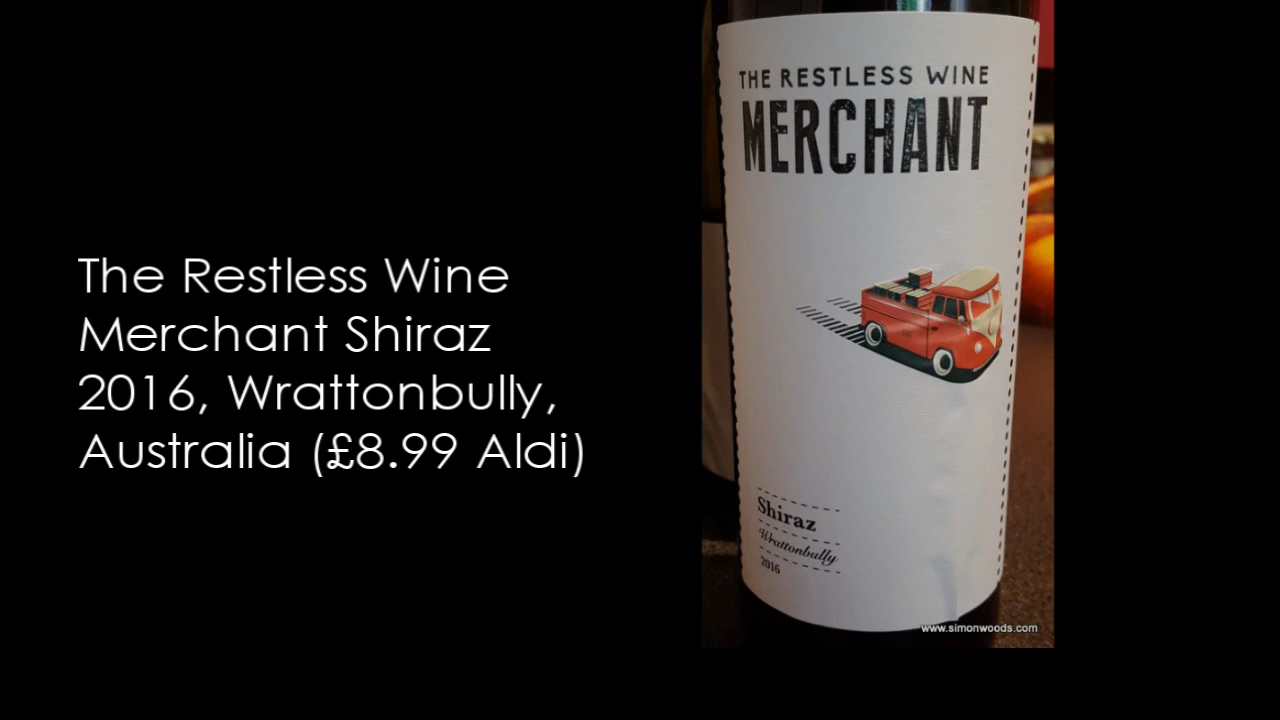 The Restless Wine
Merchant Shiraz
2016, Wrattonbully,
Australia (£8.99 Aldi)
THE RESTLESS WINE
MERCHANT
Shiraz
Wrattonbully
2016
www.simonwoods.com